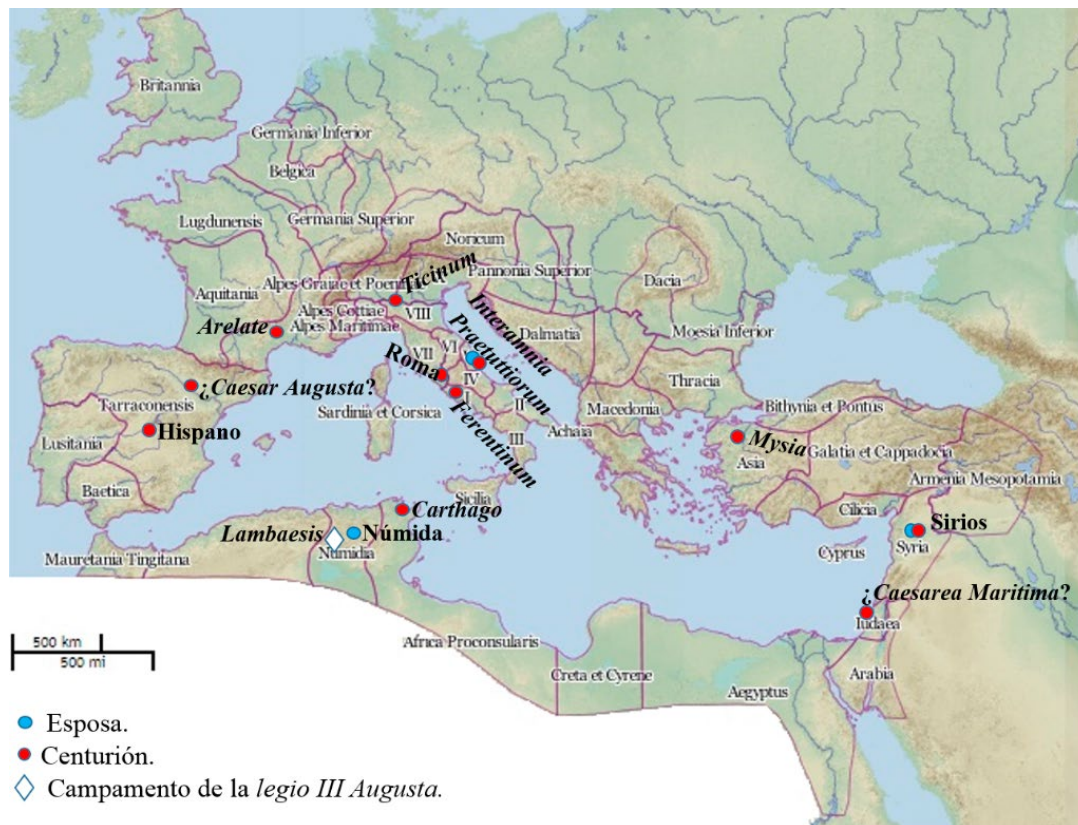 Britannia
Germania Inferior
Belgica
Lugdunensis
Germania Superior
Noricum
Pannonia Superior
Dacia
Aquitania
Alpes Graiae et Poeninae
Ticinum
Alpes Cottiae
VIII
Alpes Maritimae
Arelate
Interamnia
Praetutiorum
Dalmatia
Moesia Inferior
VII
VI
V
Roma
IV
I
Ferentinum
II
III
Thracia
¿Caesar Augusta?
Tarraconensis
Sardinia et Corsica
Macedonia
Bithynia et Pontus
Lusitania
Hispano
Achaia
Mysia
Galatia et Cappadocia
Asia
Armenia Mesopotamia
Baetica
Sicilia
Carthago
Cilicia
Sirios
Lambaesis
Númida
Numidia
Cyprus
Syria
Mauretania Tingitana
¿Caesarea Maritima?
Iudaea
Africa Proconsularis
500 km
500 mi
Creta et Cyrene
Arabia
Aegyptus
Esposa.
Centurión.
Campamento de la legio III Augusta.